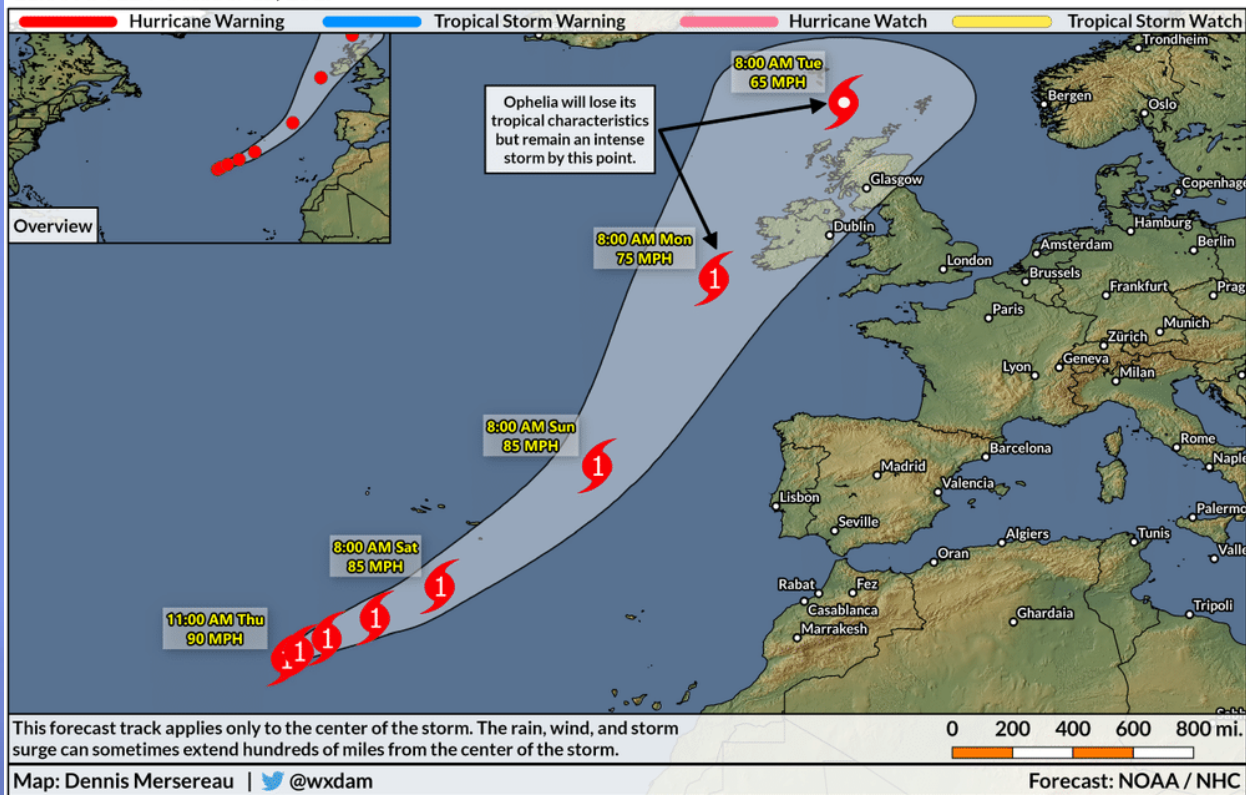 Hurricane Warning
Tropical Storm Warning
Hurricane Watch
Tropical Storm Watch
Overview
Ophelia will lose its
tropical characteristics
but remain an intense
storm by this point.
8:00 AM Tue
65 MPH
8:00 AM Mon
75 MPH
1
8:00 AM Sun
85 MPH
1
8:00 AM Sat
85 MPH
1
1
1
1
11:00 AM Thu
90 MPH
1
Trondheim
Bergen
Oslo
Glasgow
Copenhage
Dublin
Hamburg
Amsterdam
Berlin
London
Brussels
Frankfurt
Prag
Paris
Munich
Zürich
Geneva
Lyon
Milan
Rome
Barcelona
Naple
Madrid
Valencia
Lisbon
Palermo
Seville
Algiers
Tunis
Valle
Oran
Rabat
Fez
Casablanca
Tripoli
Ghardaia
Marrakesh
This forecast track applies only to the center of the storm. The rain, wind, and storm
surge can sometimes extend hundreds of miles from the center of the storm.
0 200 400 600 800 mi.
Map: Dennis Mersereau | @wxdam
Forecast: NOAA / NHC